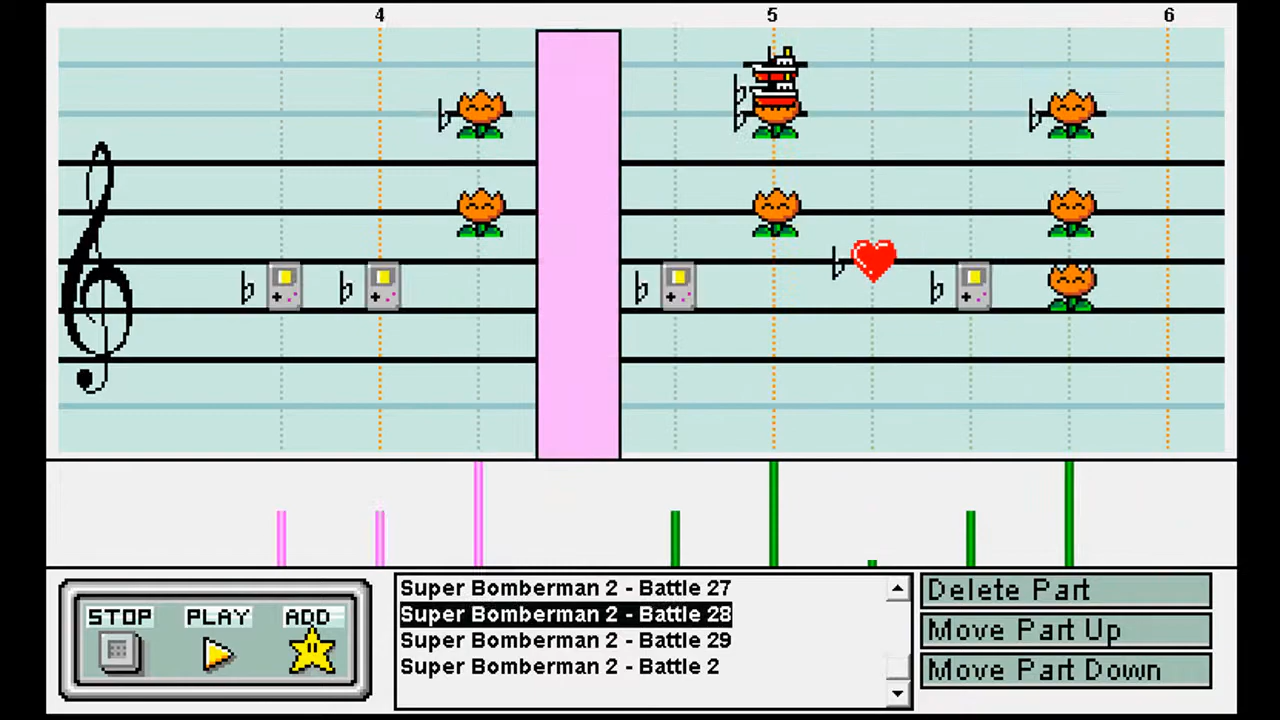 4 5 6
STOP PLAY ADD
Super Bomberman 2 - Battle 27
Super Bomberman 2 - Battle 28
Super Bomberman 2 - Battle 29
Super Bomberman 2 - Battle 2
Delete Part
Move Part Up
Move Part Down